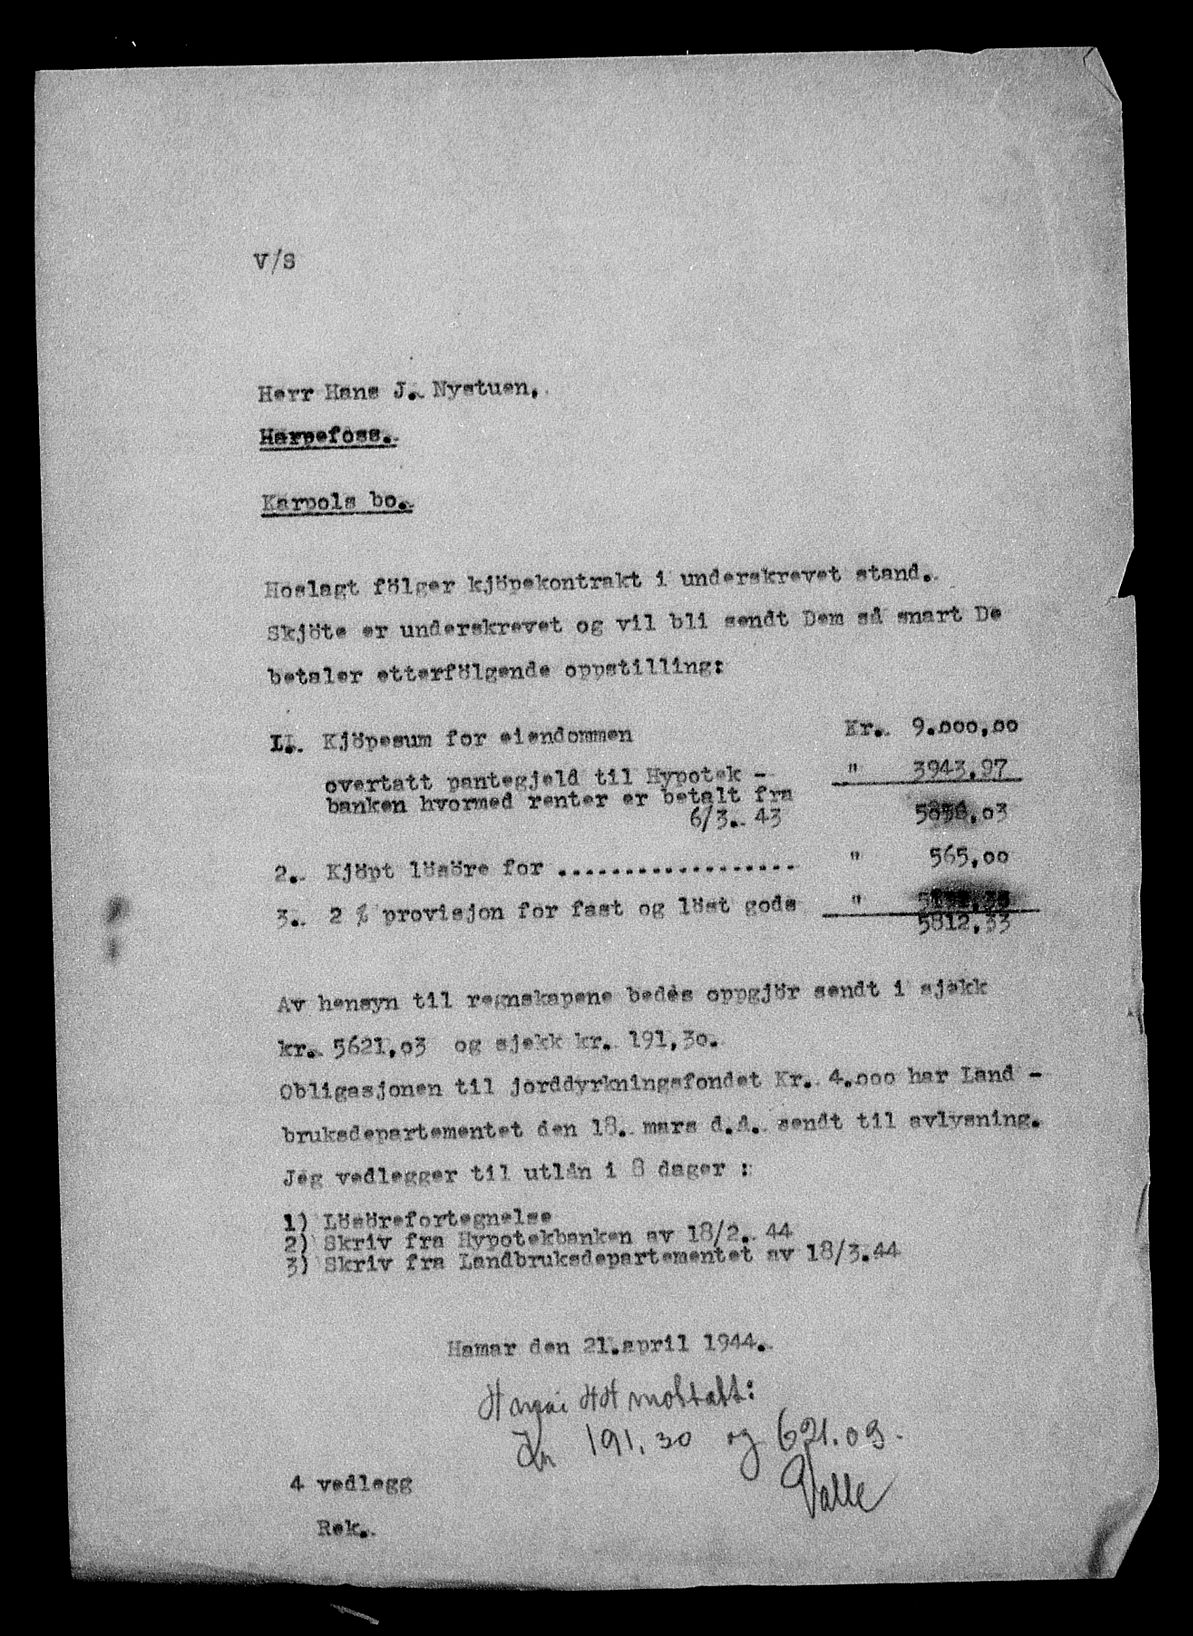 V/S
Herr Hans J. Nystuen,
Harpefoss.
Karpols bo.
Hoslagt fölger kjöpekontrakt i underskrevet stand.
Skjöte er underskrevet og vil bli sendt Dem så snart De
betaler etterfölgende oppstilling:
1. Kjöpesum for eiendommen Kr. 9.000,00
overtatt pantegjeld til Hypotek - " 3943,97
banken hvormed renter er betalt fra
6/3. 43 5056,03
2. Kjöpt lösöre for .................. " 565,00
3. 2 % provisjon for fast og löst gods "
5812,33
Av hensyn til regnskapene bedes oppgjör sendt i sjekk
kr. 5621,03 og sjekk kr. 191,30.
Obligasjonen til jorddyrkningsfondet Kr. 4.000 har Land -
bruksdepartementet den 18. mars d.å. sendt til avlysning.
Jeg vedlegger til utlån i 8 dager :
1) Lösörefortegnelse
2) Skriv fra Hypotekbanken av 18/2. 44
3) Skriv fra Landbruksdepartementet av 18/3.44
Hamar den 21.april 1944.
mottatt:
Kr 191.30 og 621.03.
Valle
4 vedlegg
Rek.